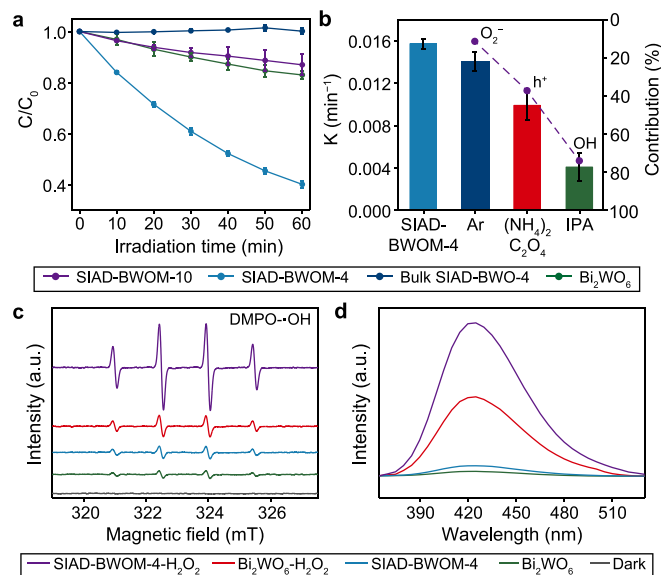 a
C/C₀
1.0
0.8
0.6
0.4
0 10 20 30 40 50 60
Irradiation time (min)
b
K (min⁻¹)
0.016
0.012
0.008
0.004
0.000
O₂⁻
h⁺
OH
0
20
40
60
80
100
Contribution (%)
SIAD-
BWOM-4
Ar
(NH₄)₂
C₂O₄
IPA
SIAD-BWOM-10 SIAD-BWOM-4 Bulk SIAD-BWO-4 Bi₂WO₆
c
DMPO-·OH
Intensity (a.u.)
320 322 324 326
Magnetic field (mT)
d
Intensity (a.u.)
390 420 450 480 510
Wavelength (nm)
SIAD-BWOM-4-H₂O₂ Bi₂WO₆-H₂O₂ SIAD-BWOM-4 Bi₂WO₆ Dark